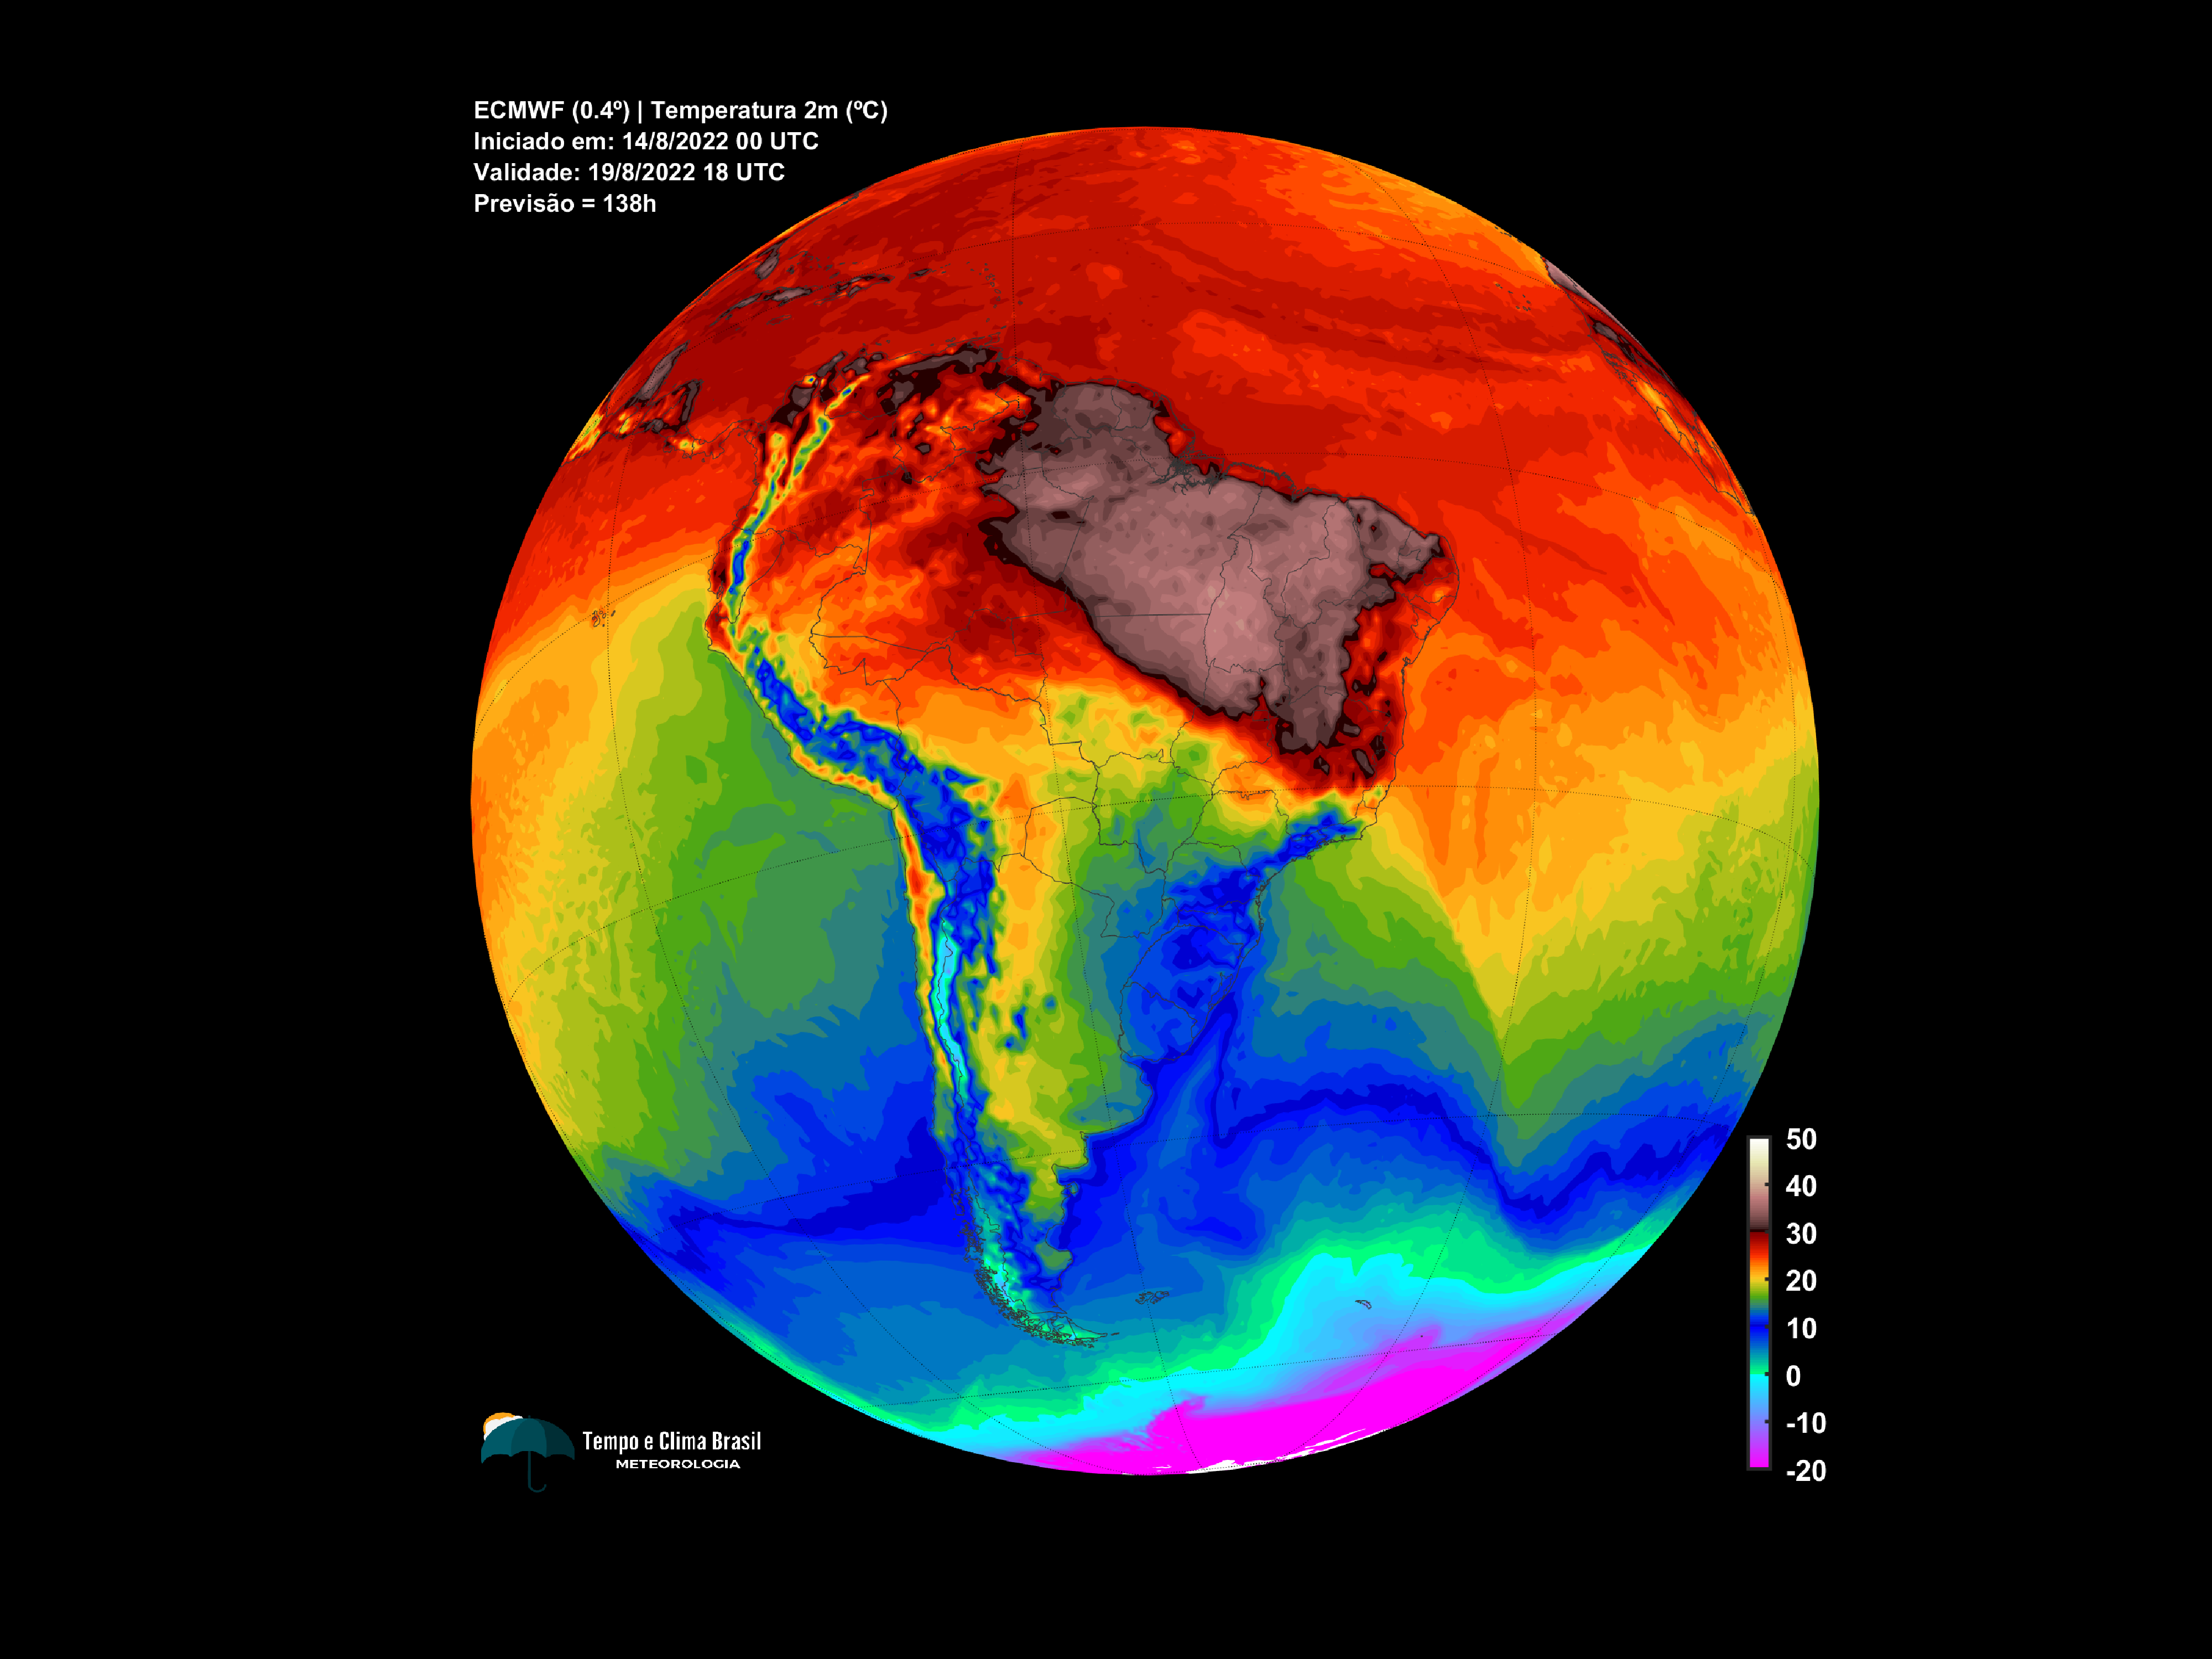 ECMWF (0.4º) | Temperatura 2m (ºC)
Iniciado em: 14/8/2022 00 UTC
Validade: 19/8/2022 18 UTC
Previsão = 138h
50
40
30
20
10
0
-10
-20
Tempo e Clima Brasil
METEOROLOGIA